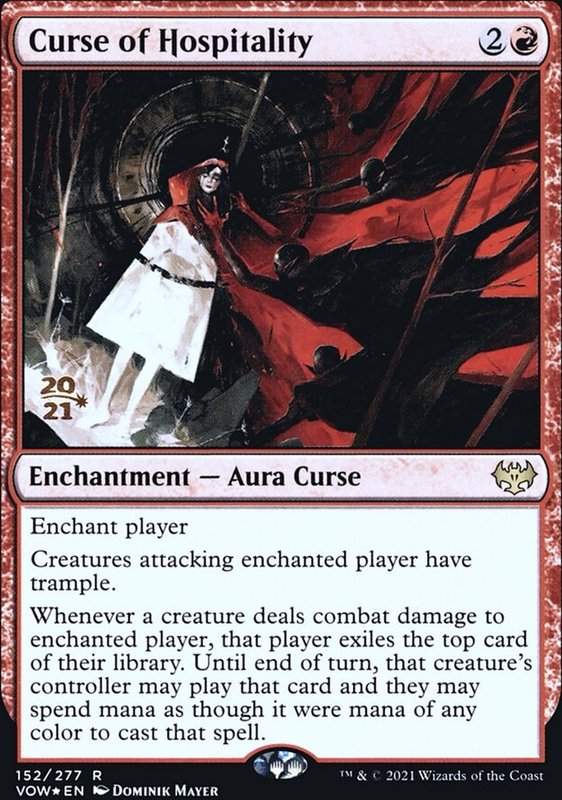 Curse of Hospitality 2
20
21
Enchantment — Aura Curse
Enchant player
Creatures attacking enchanted player have
trample.
Whenever a creature deals combat damage to
enchanted player, that player exiles the top card
of their library. Until end of turn, that creature's
controller may play that card and they may
spend mana as though it were mana of any
color to cast that spell.
152/277 R
VOW★EN DOMINIK MAYER
™ & © 2021 Wizards of the Coast